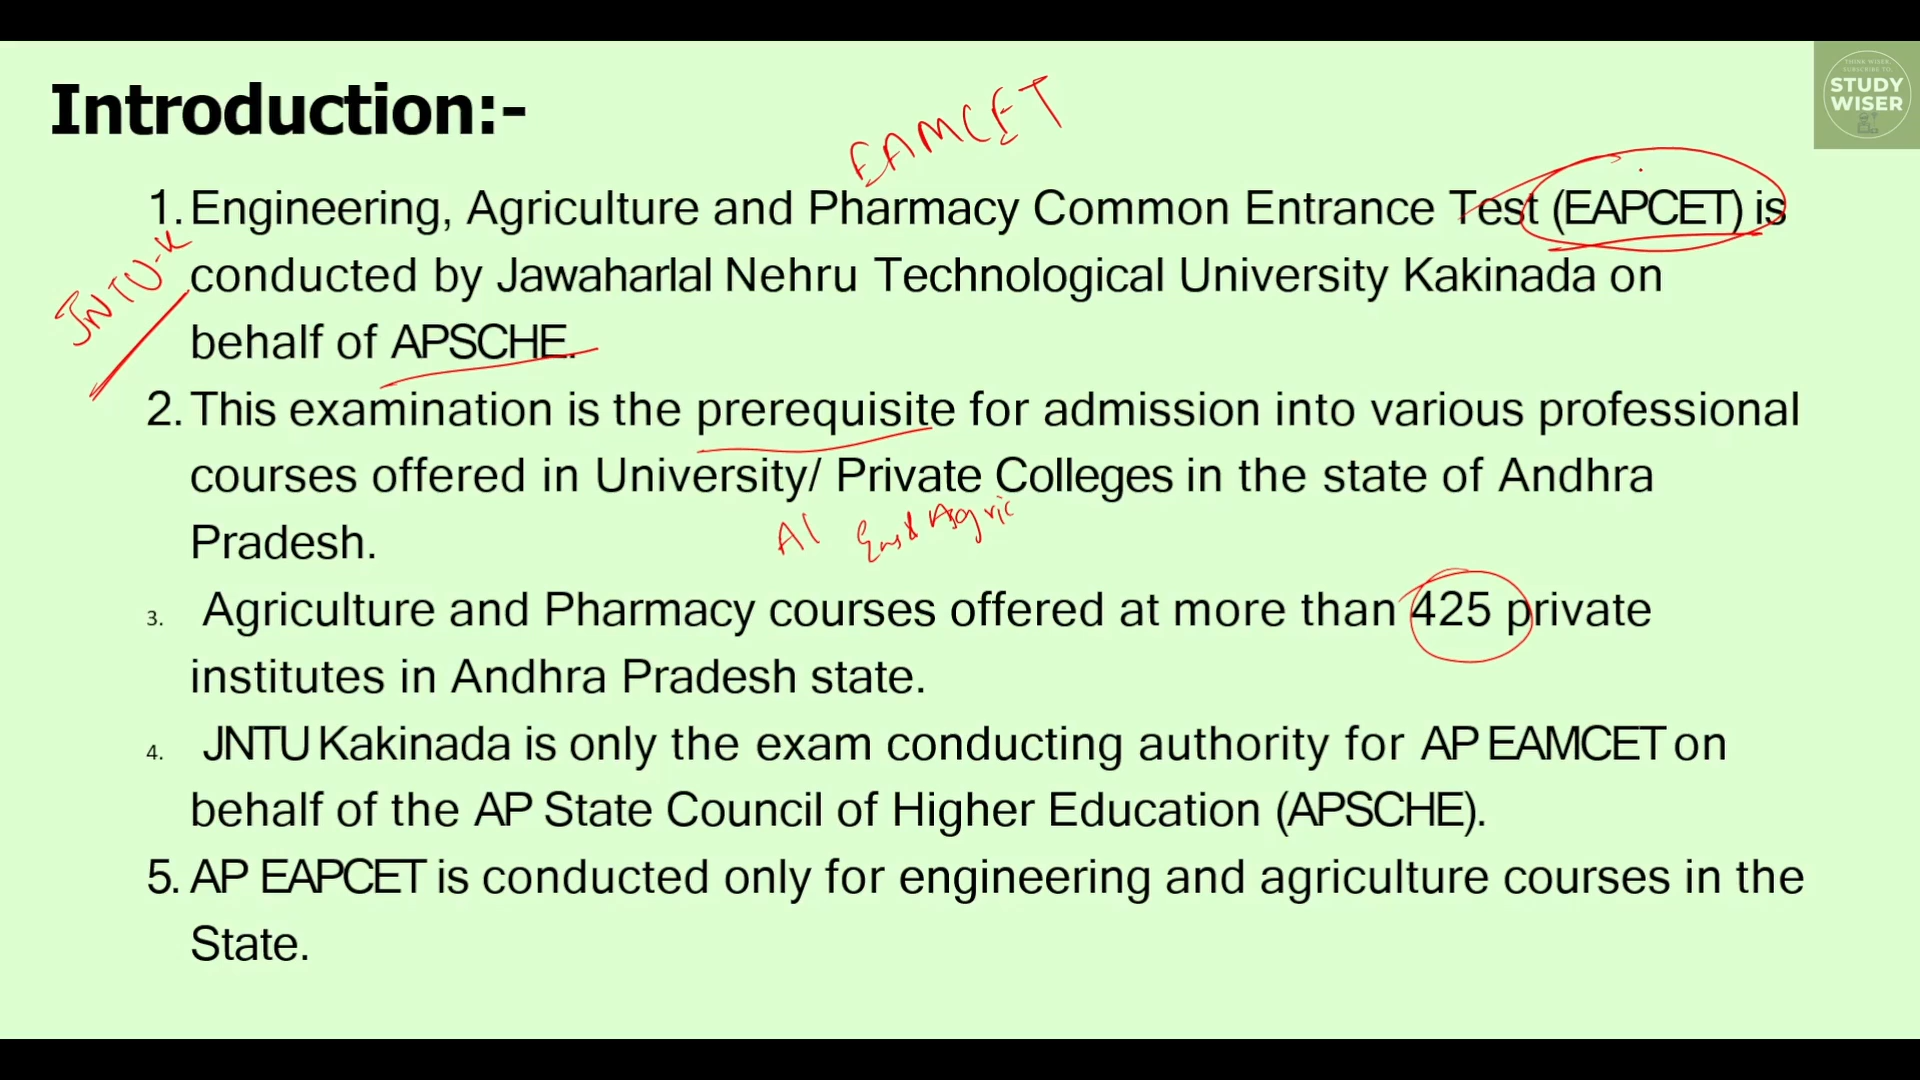 Introduction:-
THINK WISER,
SUBSCRIBE TO,
STUDY
WISER
EAMCET
1. Engineering, Agriculture and Pharmacy Common Entrance Test (EAPCET) is
JNTU-K
conducted by Jawaharlal Nehru Technological University Kakinada on
behalf of APSCHE.
2. This examination is the prerequisite for admission into various professional
courses offered in University/ Private Colleges in the state of Andhra
Pradesh.
3. Agriculture and Pharmacy courses offered at more than 425 private
institutes in Andhra Pradesh state.
4. JNTU Kakinada is only the exam conducting authority for AP EAMCET on
behalf of the AP State Council of Higher Education (APSCHE).
5. AP EAPCET is conducted only for engineering and agriculture courses in the
State.